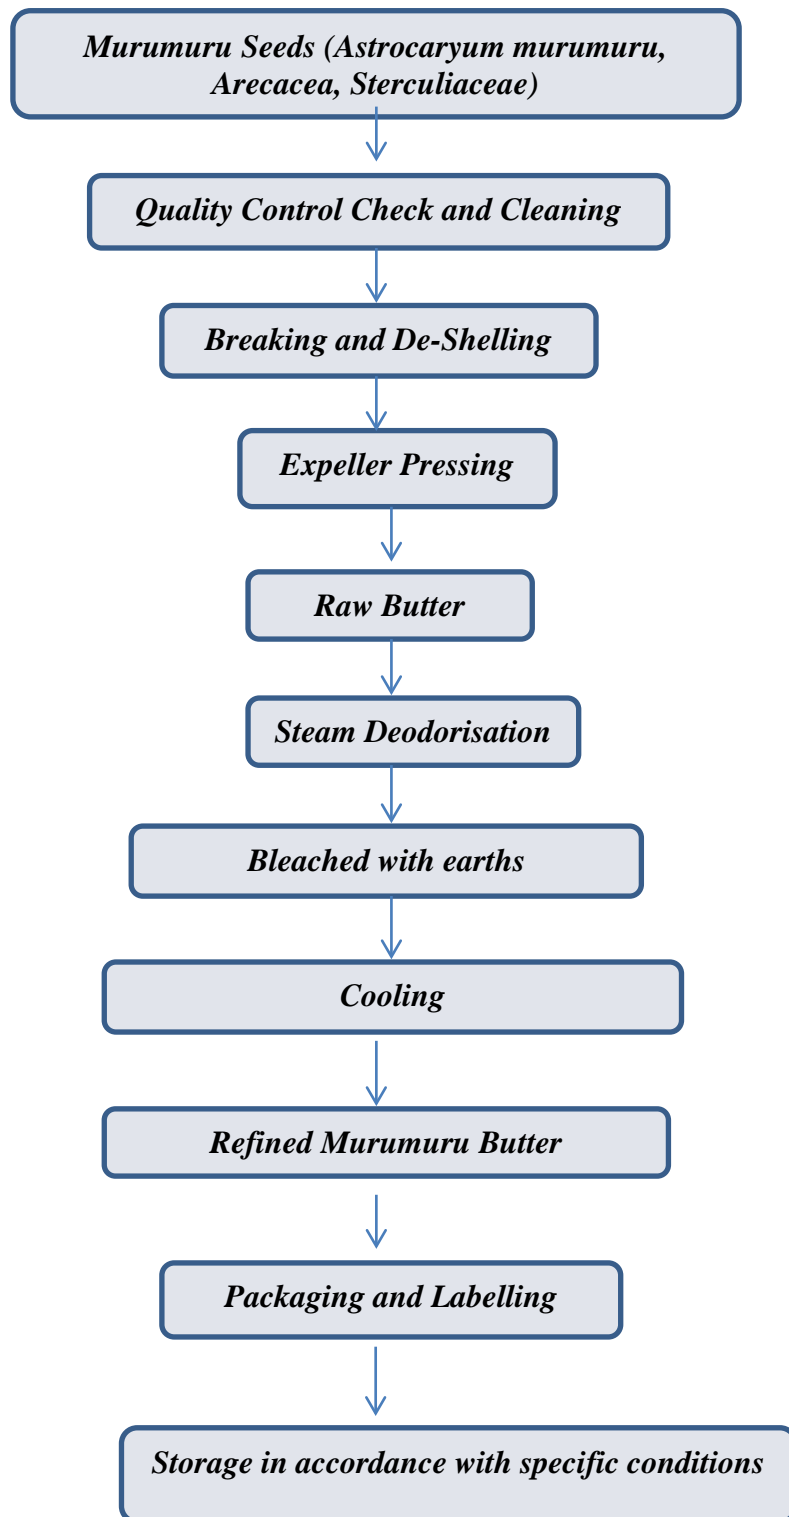 Murumuru Seeds (Astrocaryum murumuru,
Arecacea, Sterculiaceae)
Quality Control Check and Cleaning
Breaking and De-Shelling
Expeller Pressing
Raw Butter
Steam Deodorisation
Bleached with earths
Cooling
Refined Murumuru Butter
Packaging and Labelling
Storage in accordance with specific conditions